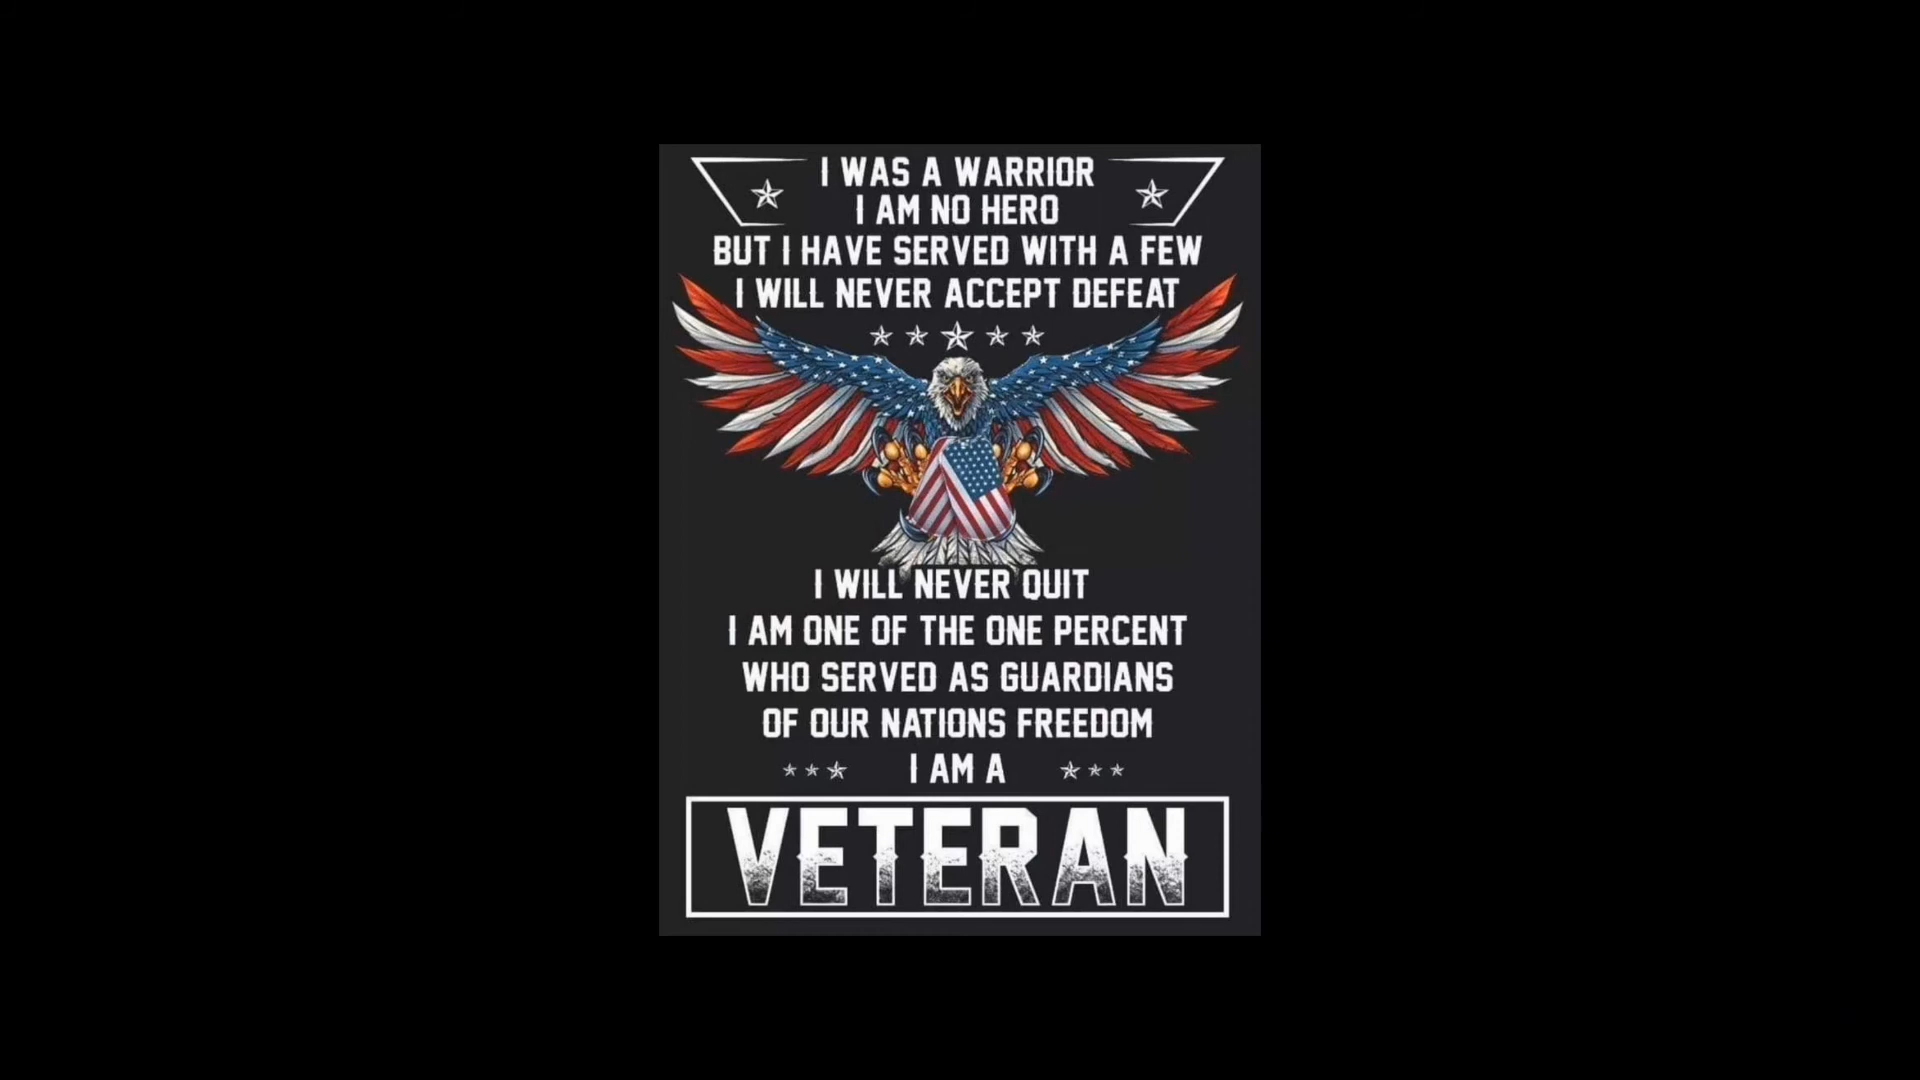 I WAS A WARRIOR
I AM NO HERO
BUT I HAVE SERVED WITH A FEW
I WILL NEVER ACCEPT DEFEAT
I WILL NEVER QUIT
I AM ONE OF THE ONE PERCENT
WHO SERVED AS GUARDIANS
OF OUR NATIONS FREEDOM
I AM A
VETERAN